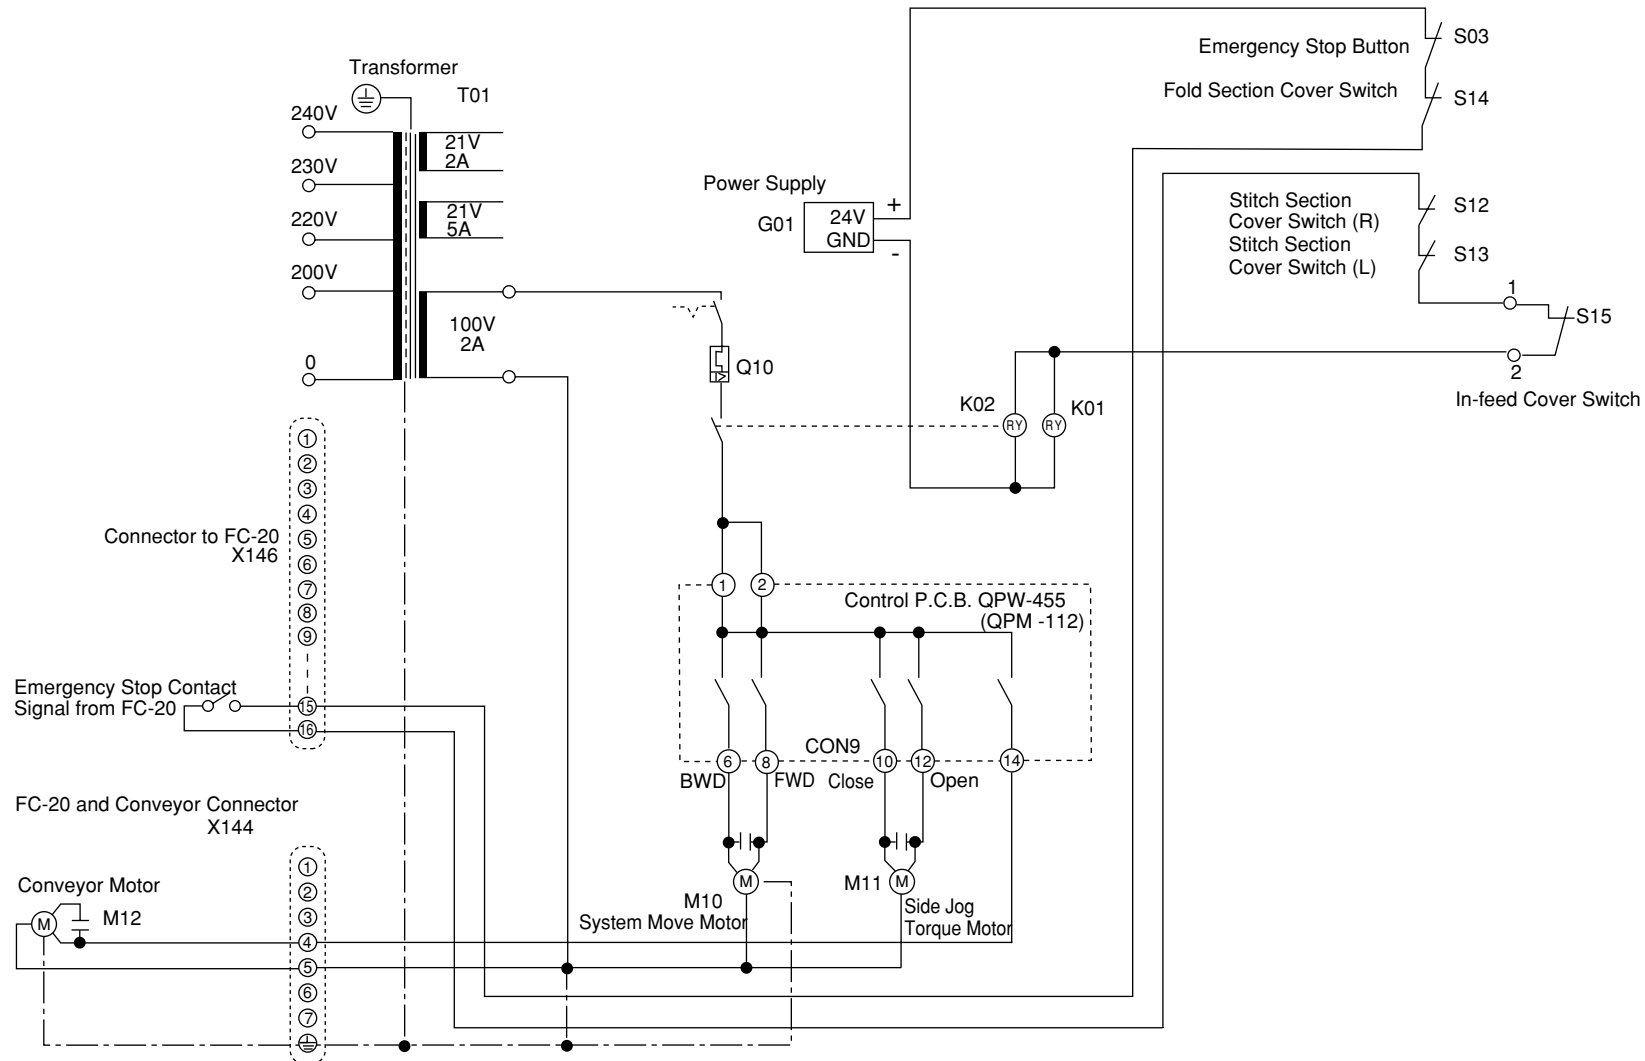 Transformer
T01
240V
230V
220V
200V
0
21V
2A
21V
5A
100V
2A
Q10
Power Supply
G01
24V
GND
+
-
Emergency Stop Button
S03
Fold Section Cover Switch
S14
Stitch Section
Cover Switch (R)
S12
Stitch Section
Cover Switch (L)
S13
1
S15
2
In-feed Cover Switch
K02
K01
RY
RY
Connector to FC-20
X146
1
2
3
4
5
6
7
8
9
15
16
Emergency Stop Contact
Signal from FC-20
1
2
Control P.C.B. QPW-455
(QPM -112)
CON9
6
8
10
12
14
BWD
FWD
Close
Open
M
M10
System Move Motor
M11
M
Side Jog
Torque Motor
FC-20 and Conveyor Connector
X144
1
2
3
4
5
6
7
Conveyor Motor
M
M12